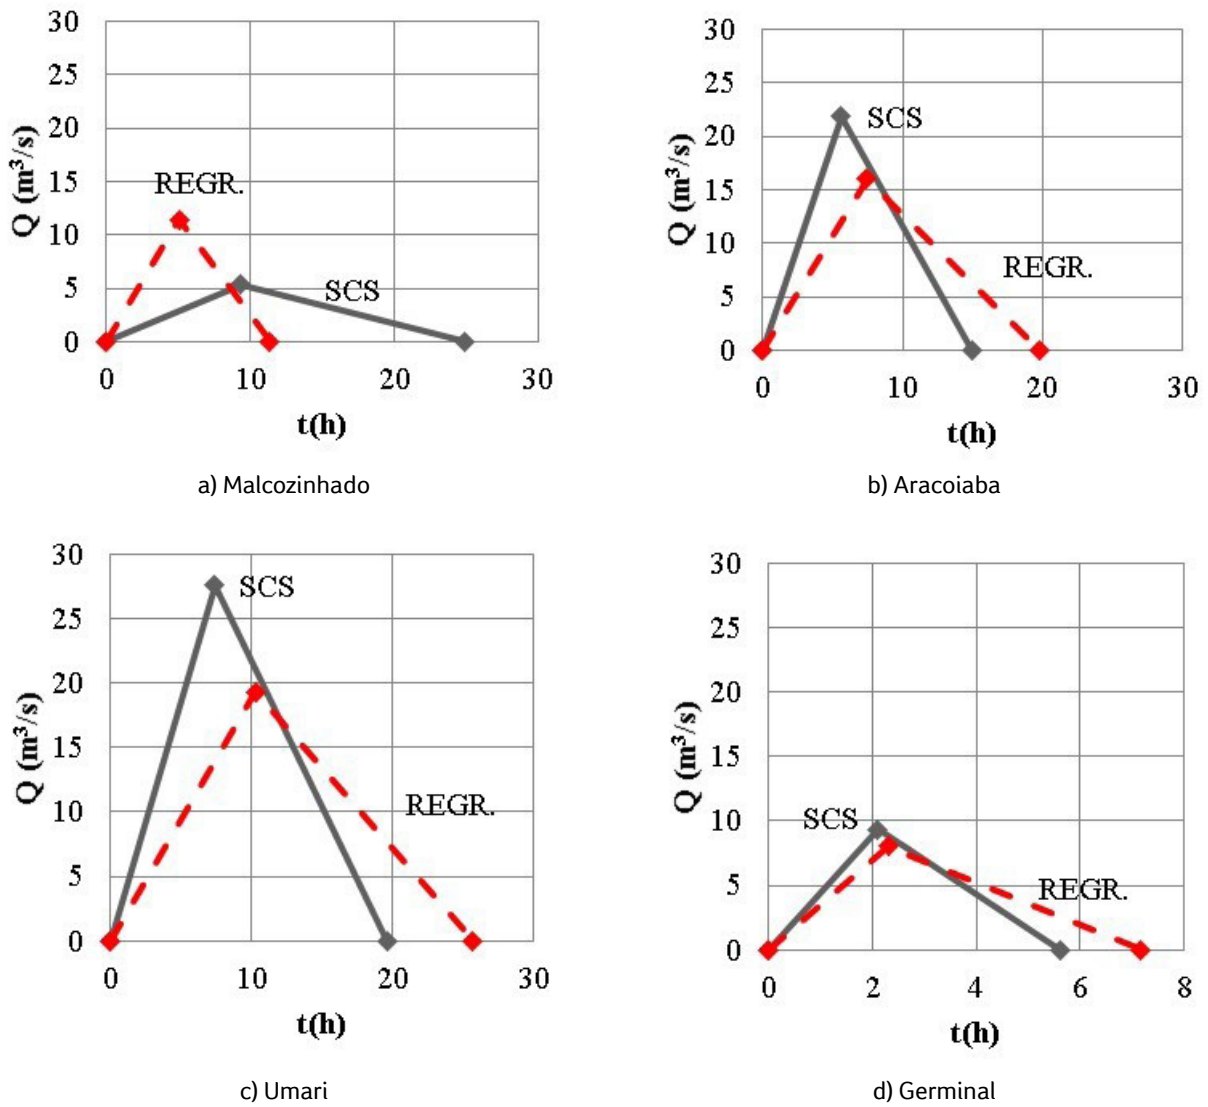 30
25
20
15
10
5
0
Q (m³/s)
REGR.
SCS
0 10 20 30
t(h)
a) Malcozinhado
30
25
20
15
10
5
0
Q (m³/s)
SCS
REGR.
0 10 20 30
t(h)
b) Aracoiaba
30
25
20
15
10
5
0
Q (m³/s)
SCS
REGR.
0 10 20 30
t(h)
c) Umari
30
25
20
15
10
5
0
Q (m³/s)
SCS
REGR.
0 2 4 6 8
t(h)
d) Germinal